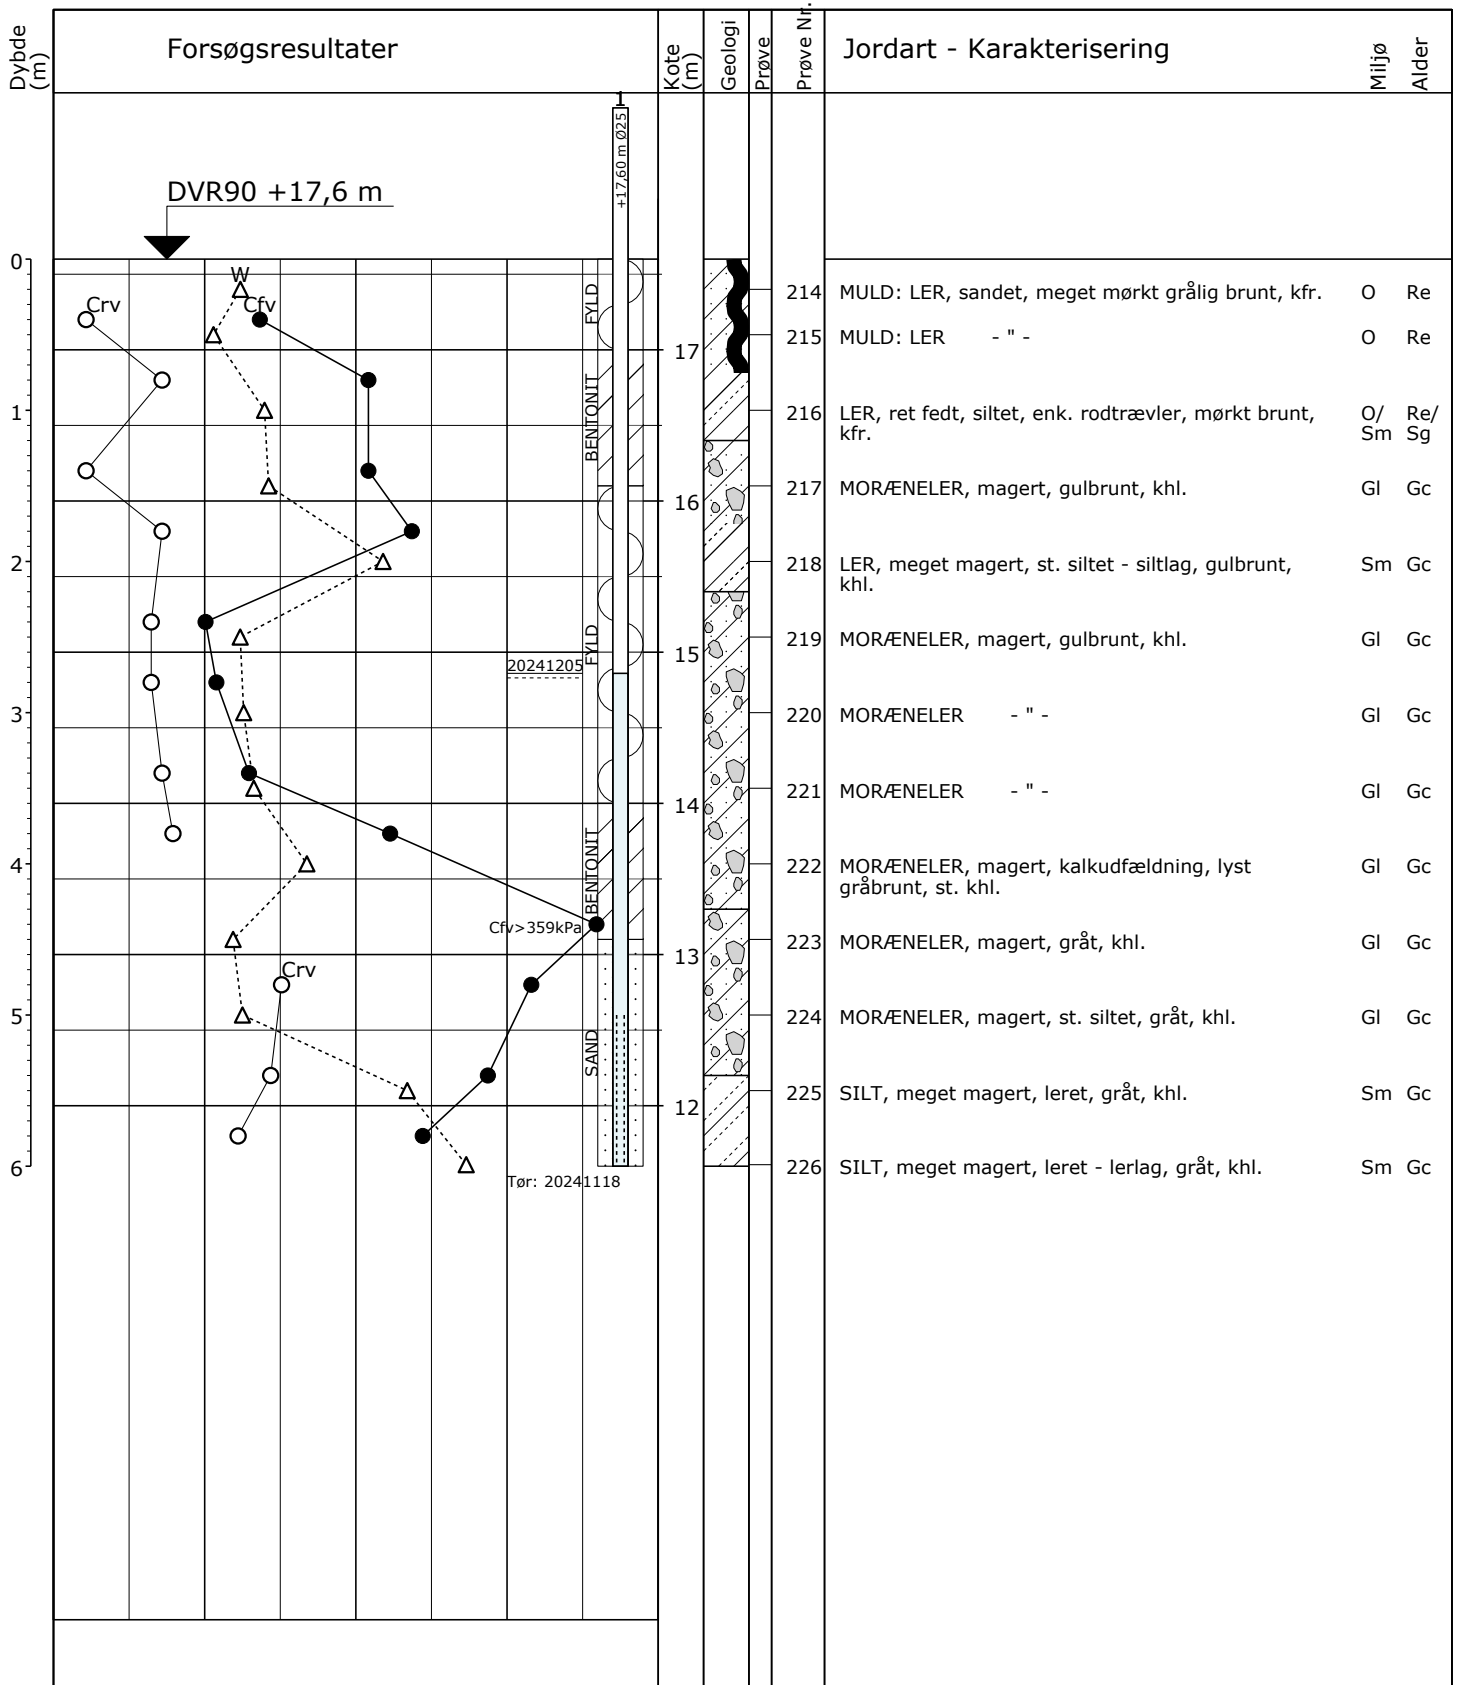 Dybde
(m)
Forsøgsresultater
Kote
(m)
Geologi
Prøve
Prøve Nr.
Jordart - Karakterisering
Miljø
Alder
1
+17,60 m Ø25
DVR90 +17,6 m
0
W
Crv
Cfv
FYLD
214 MULD: LER, sandet, meget mørkt grålig brunt, kfr. O Re
215 MULD: LER - " - O Re
17
BENTONIT
1
216 LER, ret fedt, siltet, enk. rodtrævler, mørkt brunt, O/ Re/
kfr. Sm Sg
217 MORÆNELER, magert, gulbrunt, khl. Gl Gc
16
2
218 LER, meget magert, st. siltet - siltlag, gulbrunt, Sm Gc
khl.
FYLD
219 MORÆNELER, magert, gulbrunt, khl. Gl Gc
15
20241205
3
220 MORÆNELER - " - Gl Gc
221 MORÆNELER - " - Gl Gc
14
BENTONIT
4
222 MORÆNELER, magert, kalkudfældning, lyst Gl Gc
gråbrunt, st. khl.
Cfv>359kPa
223 MORÆNELER, magert, gråt, khl. Gl Gc
13
Crv
5
224 MORÆNELER, magert, st. siltet, gråt, khl. Gl Gc
SAND
225 SILT, meget magert, leret, gråt, khl. Sm Gc
12
6
226 SILT, meget magert, leret - lerlag, gråt, khl. Sm Gc
Tør: 20241118